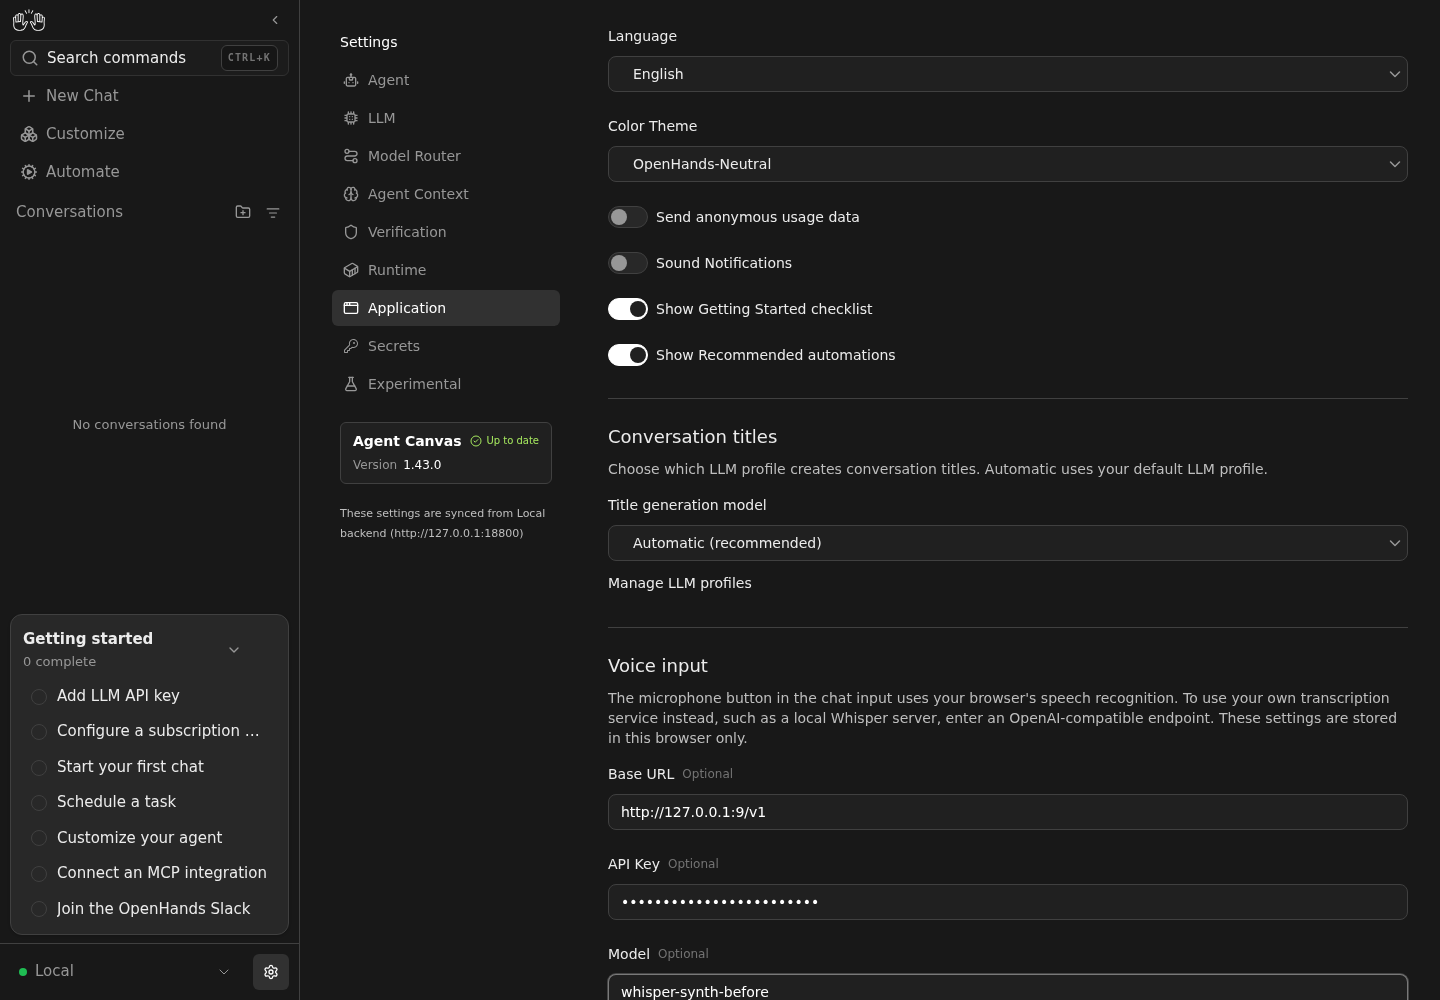 Search commands
CTRL+K
New Chat
Customize
Automate
Conversations
No conversations found
Getting started
0 complete
Add LLM API key
Configure a subscription ...
Start your first chat
Schedule a task
Customize your agent
Connect an MCP integration
Join the OpenHands Slack
Local
Settings
Agent
LLM
Model Router
Agent Context
Verification
Runtime
Application
Secrets
Experimental
Agent Canvas
Up to date
Version 1.43.0
These settings are synced from Local
backend (http://127.0.0.1:18800)
Language
English
Color Theme
OpenHands-Neutral
Send anonymous usage data
Sound Notifications
Show Getting Started checklist
Show Recommended automations
Conversation titles
Choose which LLM profile creates conversation titles. Automatic uses your default LLM profile.
Title generation model
Automatic (recommended)
Manage LLM profiles
Voice input
The microphone button in the chat input uses your browser's speech recognition. To use your own transcription
service instead, such as a local Whisper server, enter an OpenAI-compatible endpoint. These settings are stored
in this browser only.
Base URL Optional
http://127.0.0.1:9/v1
API Key Optional
••••••••••••••••••••••••
Model Optional
whisper-synth-before